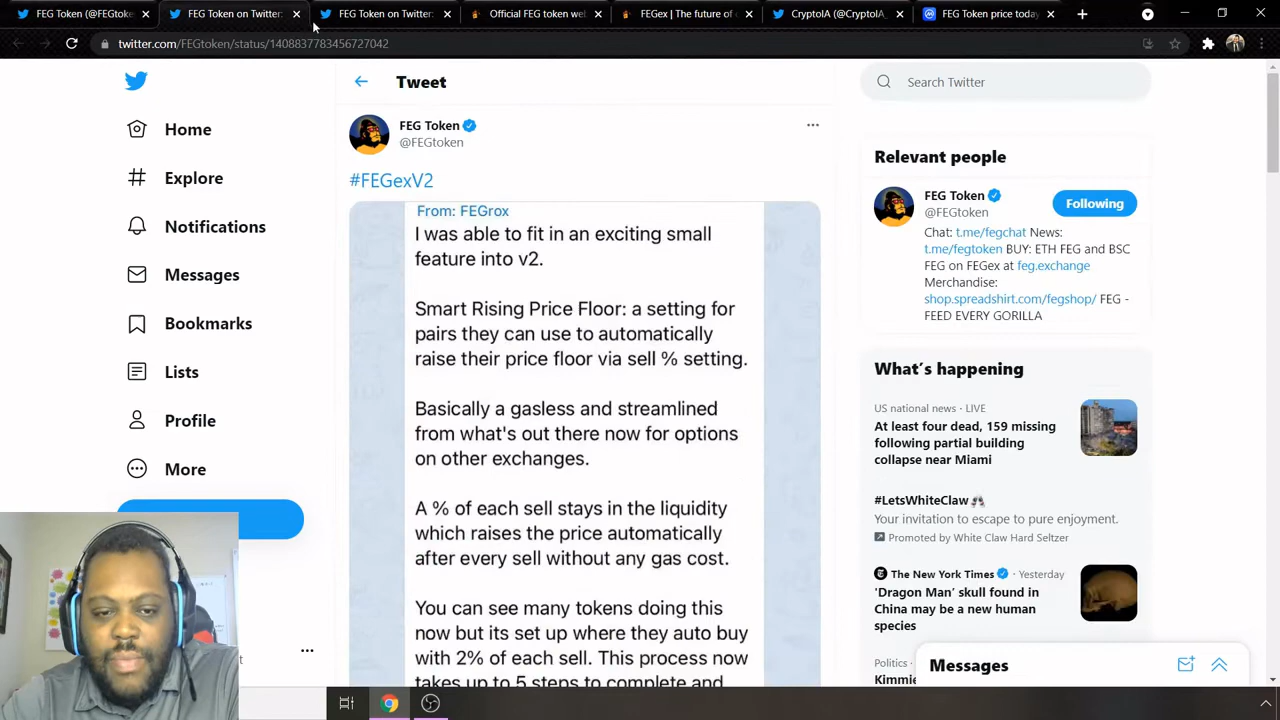 FEG Token (@FEGtoken)
FEG Token on Twitter:
FEG Token on Twitter:
Official FEG token wel
FEGex | The future of
CryptoIA (@CryptoIA_
FEG Token price today
twitter.com/FEGtoken/status/1408837783456727042
Home
Explore
Notifications
Messages
Bookmarks
Lists
Profile
More
Tweet
FEG Token
@FEGtoken
#FEGexV2
From: FEGrox
I was able to fit in an exciting small
feature into v2.
Smart Rising Price Floor: a setting for
pairs they can use to automatically
raise their price floor via sell % setting.
Basically a gasless and streamlined
from what's out there now for options
on other exchanges.
A % of each sell stays in the liquidity
which raises the price automatically
after every sell without any gas cost.
You can see many tokens doing this
now but its set up where they auto buy
with 2% of each sell. This process now
takes up to 5 steps to complete and
Search Twitter
Relevant people
FEG Token
@FEGtoken
Following
Chat: t.me/fegchat News:
t.me/fegtoken BUY: ETH FEG and BSC
FEG on FEGex at feg.exchange
Merchandise:
shop.spreadshirt.com/fegshop/ FEG -
FEED EVERY GORILLA
What's happening
US national news · LIVE
At least four dead, 159 missing
following partial building
collapse near Miami
#LetsWhiteClaw
Your invitation to escape to pure enjoyment.
Promoted by White Claw Hard Seltzer
The New York Times · Yesterday
'Dragon Man' skull found in
China may be a new human
species
Politics ·
Kimmie
Messages